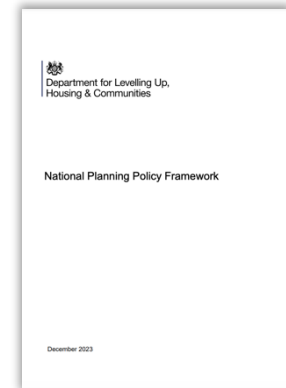 Department for Levelling Up,
Housing & Communities
National Planning Policy Framework
December 2023